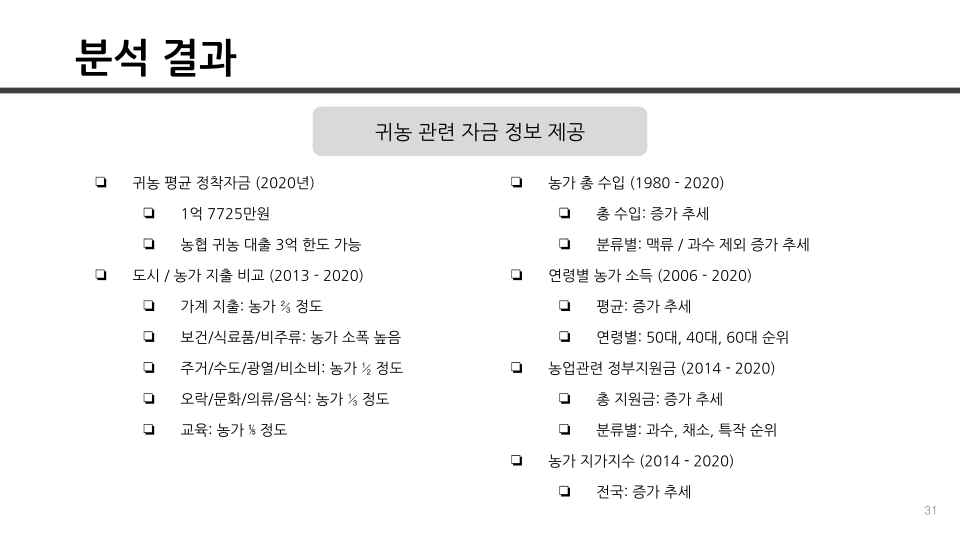 분석 결과
귀농 관련 자금 정보 제공
❏ 귀농 평균 정착자금 (2020년)
❏ 1억 7725만원
❏ 농협 귀농 대출 3억 한도 가능
❏ 도시 / 농가 지출 비교 (2013 - 2020)
❏ 가계 지출: 농가 ⅔ 정도
❏ 보건/식료품/비주류: 농가 소폭 높음
❏ 주거/수도/광열/비소비: 농가 ½ 정도
❏ 오락/문화/의류/음식: 농가 ⅓ 정도
❏ 교육: 농가 정도
❏ 농가 총 수입 (1980 - 2020)
❏ 총 수입: 증가 추세
❏ 분류별: 맥류 / 과수 제외 증가 추세
❏ 연령별 농가 소득 (2006 - 2020)
❏ 평균: 증가 추세
❏ 연령별: 50대, 40대, 60대 순위
❏ 농업관련 정부지원금 (2014 - 2020)
❏ 총 지원금: 증가 추세
❏ 분류별: 과수, 채소, 특작 순위
❏ 농가 지가지수 (2014 - 2020)
❏ 전국: 증가 추세
31